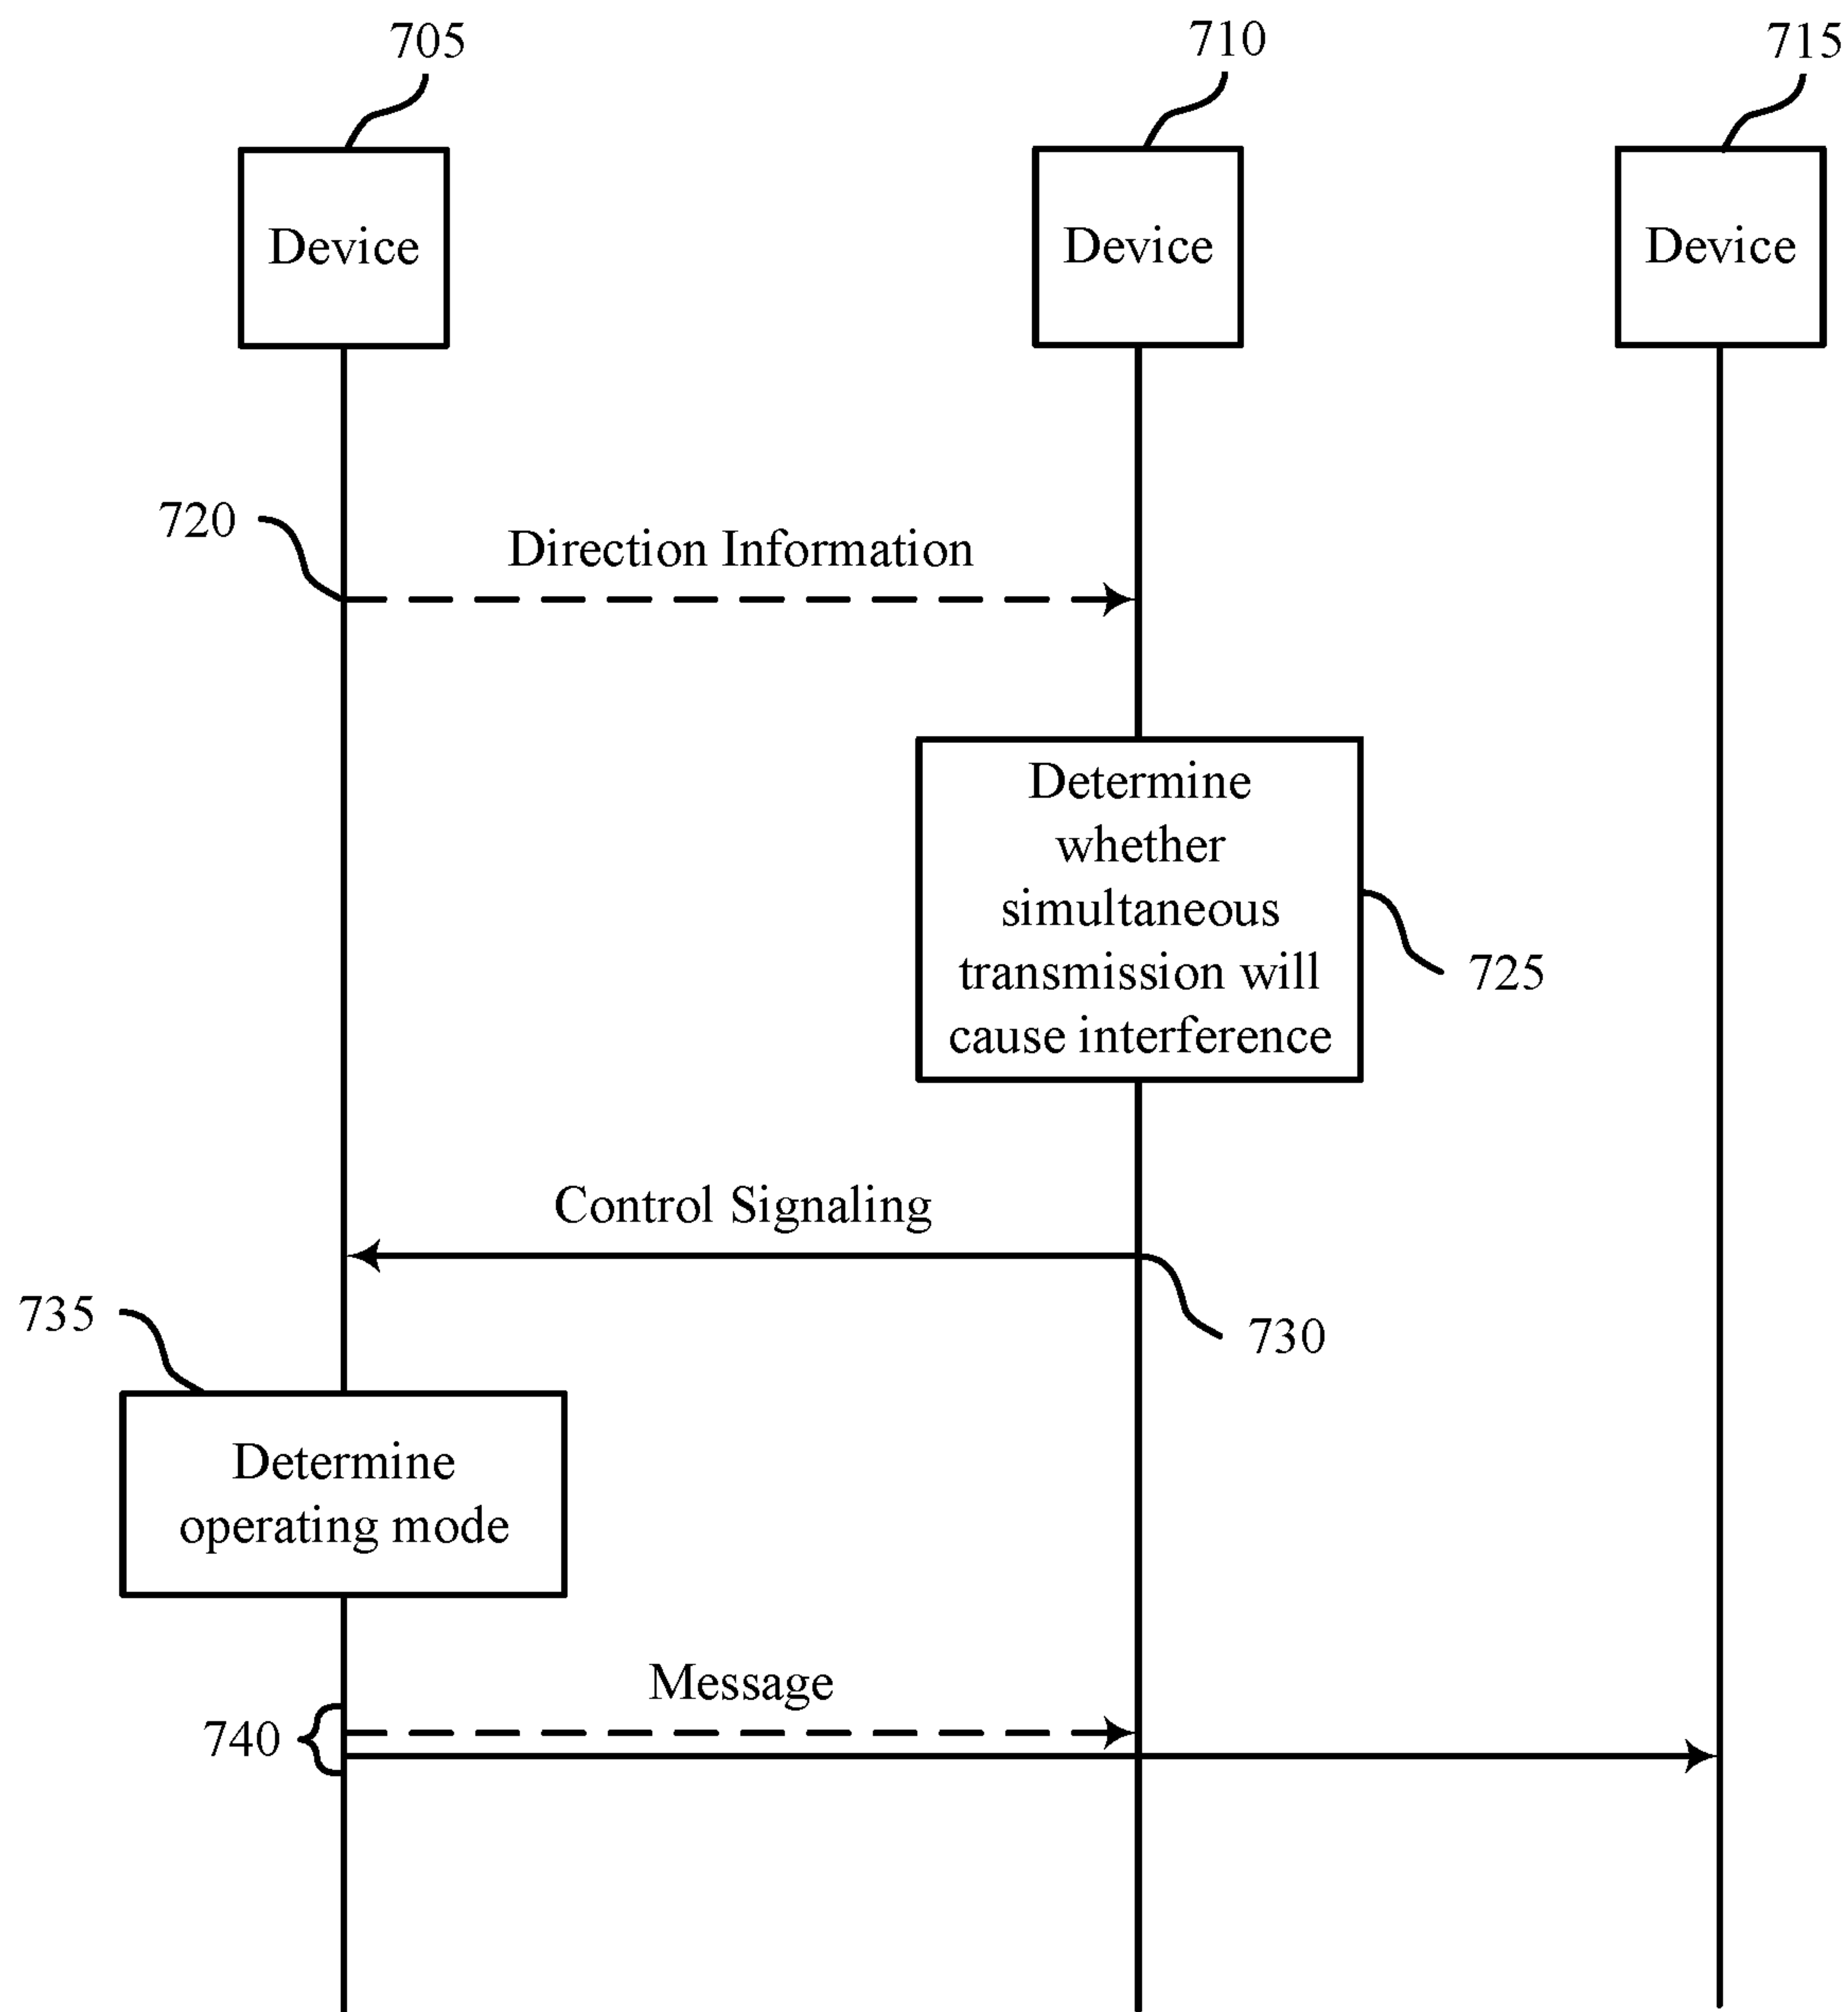 705
710
715
Device
Device
Device
720
Direction Information
Determine
whether
simultaneous
transmission will
cause interference
725
Control Signaling
735
730
Determine
operating mode
Message
740